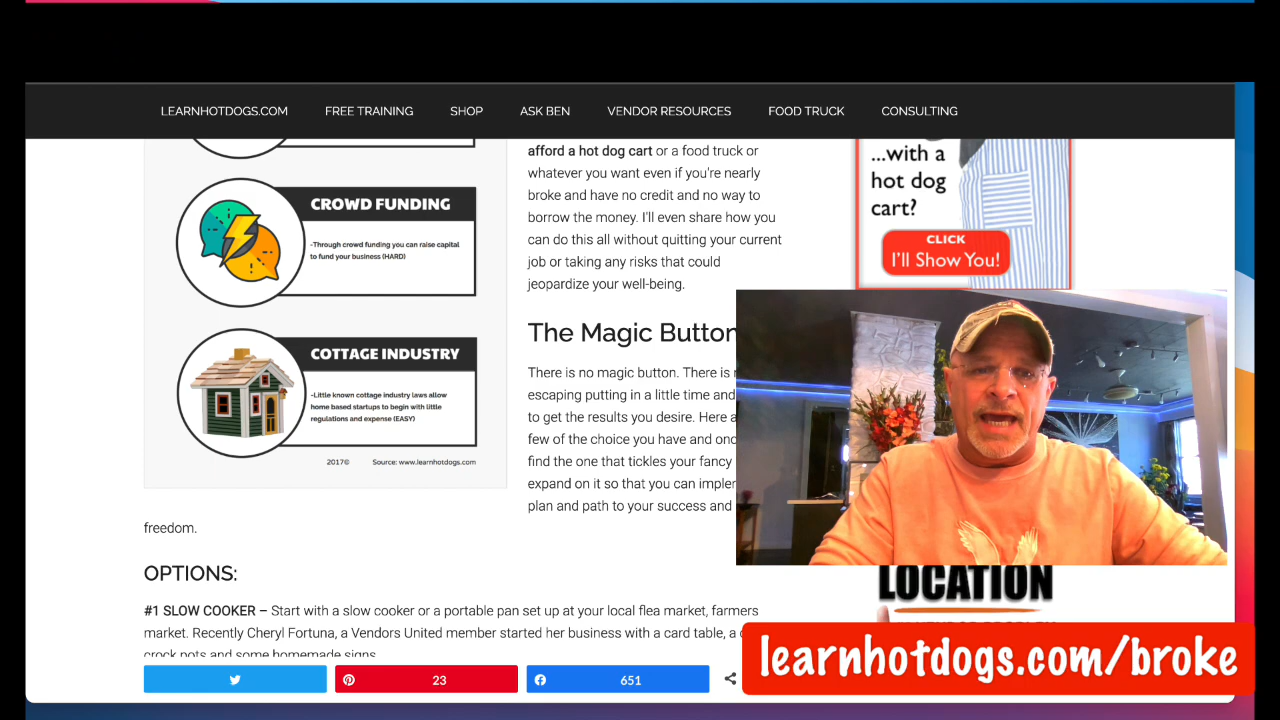 LEARNHOTDOGS.COM FREE TRAINING SHOP ASK BEN VENDOR RESOURCES FOOD TRUCK CONSULTING
CROWD FUNDING
-Through crowd funding you can raise capital
to fund your business (HARD)
COTTAGE INDUSTRY
-Little known cottage industry laws allow
home based startups to begin with little
regulations and expense (EASY)
2017© Source: www.learnhotdogs.com
afford a hot dog cart or a food truck or
whatever you want even if you're nearly
broke and have no credit and no way to
borrow the money. I'll even share how you
can do this all without quitting your current
job or taking any risks that could
jeopardize your well-being.
The Magic Button
There is no magic button. There is
escaping putting in a little time and
to get the results you desire. Here a
few of the choice you have and onc
find the one that tickles your fancy
expand on it so that you can impler
plan and path to your success and
freedom.
OPTIONS:
#1 SLOW COOKER – Start with a slow cooker or a portable pan set up at your local flea market, farmers
market. Recently Cheryl Fortuna, a Vendors United member started her business with a card table, a
crock pots and some homemade signs
23
651
...with a
hot dog
cart?
CLICK
I'll Show You!
LOCATION
learnhotdogs.com/broke